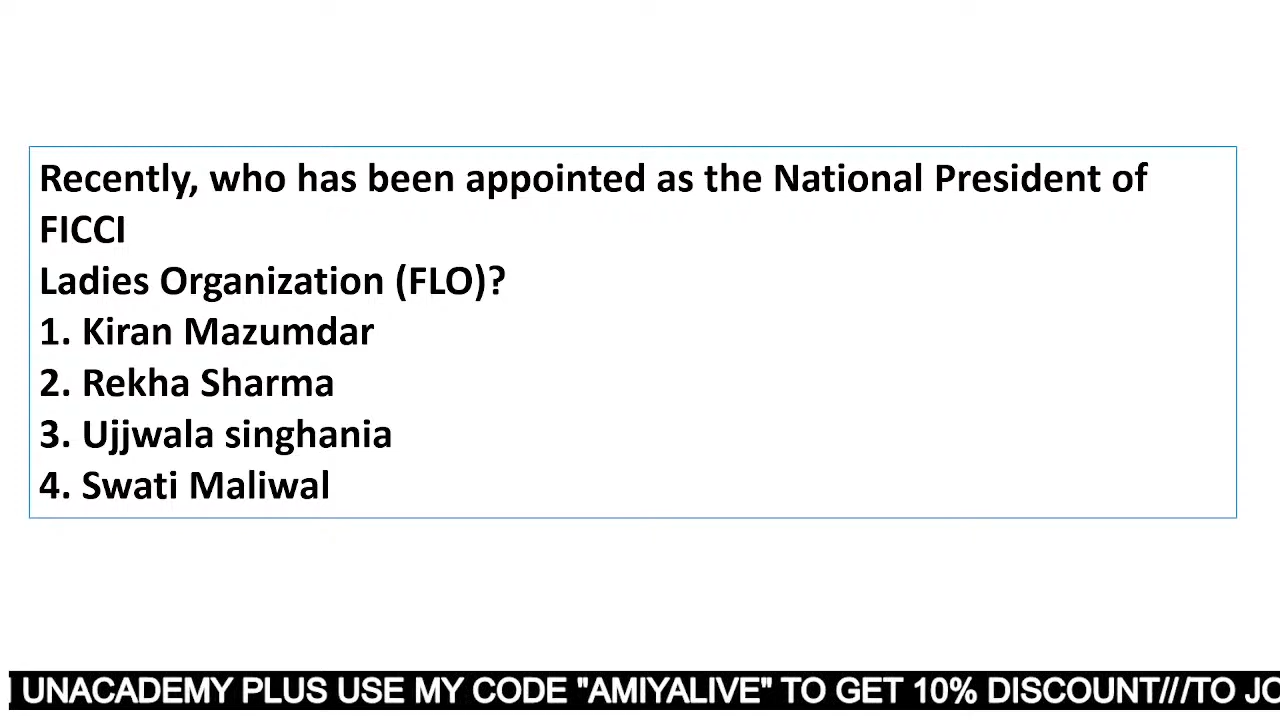 Recently, who has been appointed as the National President of
FICCI
Ladies Organization (FLO)?
1. Kiran Mazumdar
2. Rekha Sharma
3. Ujjwala singhania
4. Swati Maliwal
UNACADEMY PLUS USE MY CODE "AMIYALIVE" TO GET 10% DISCOUNT///TO